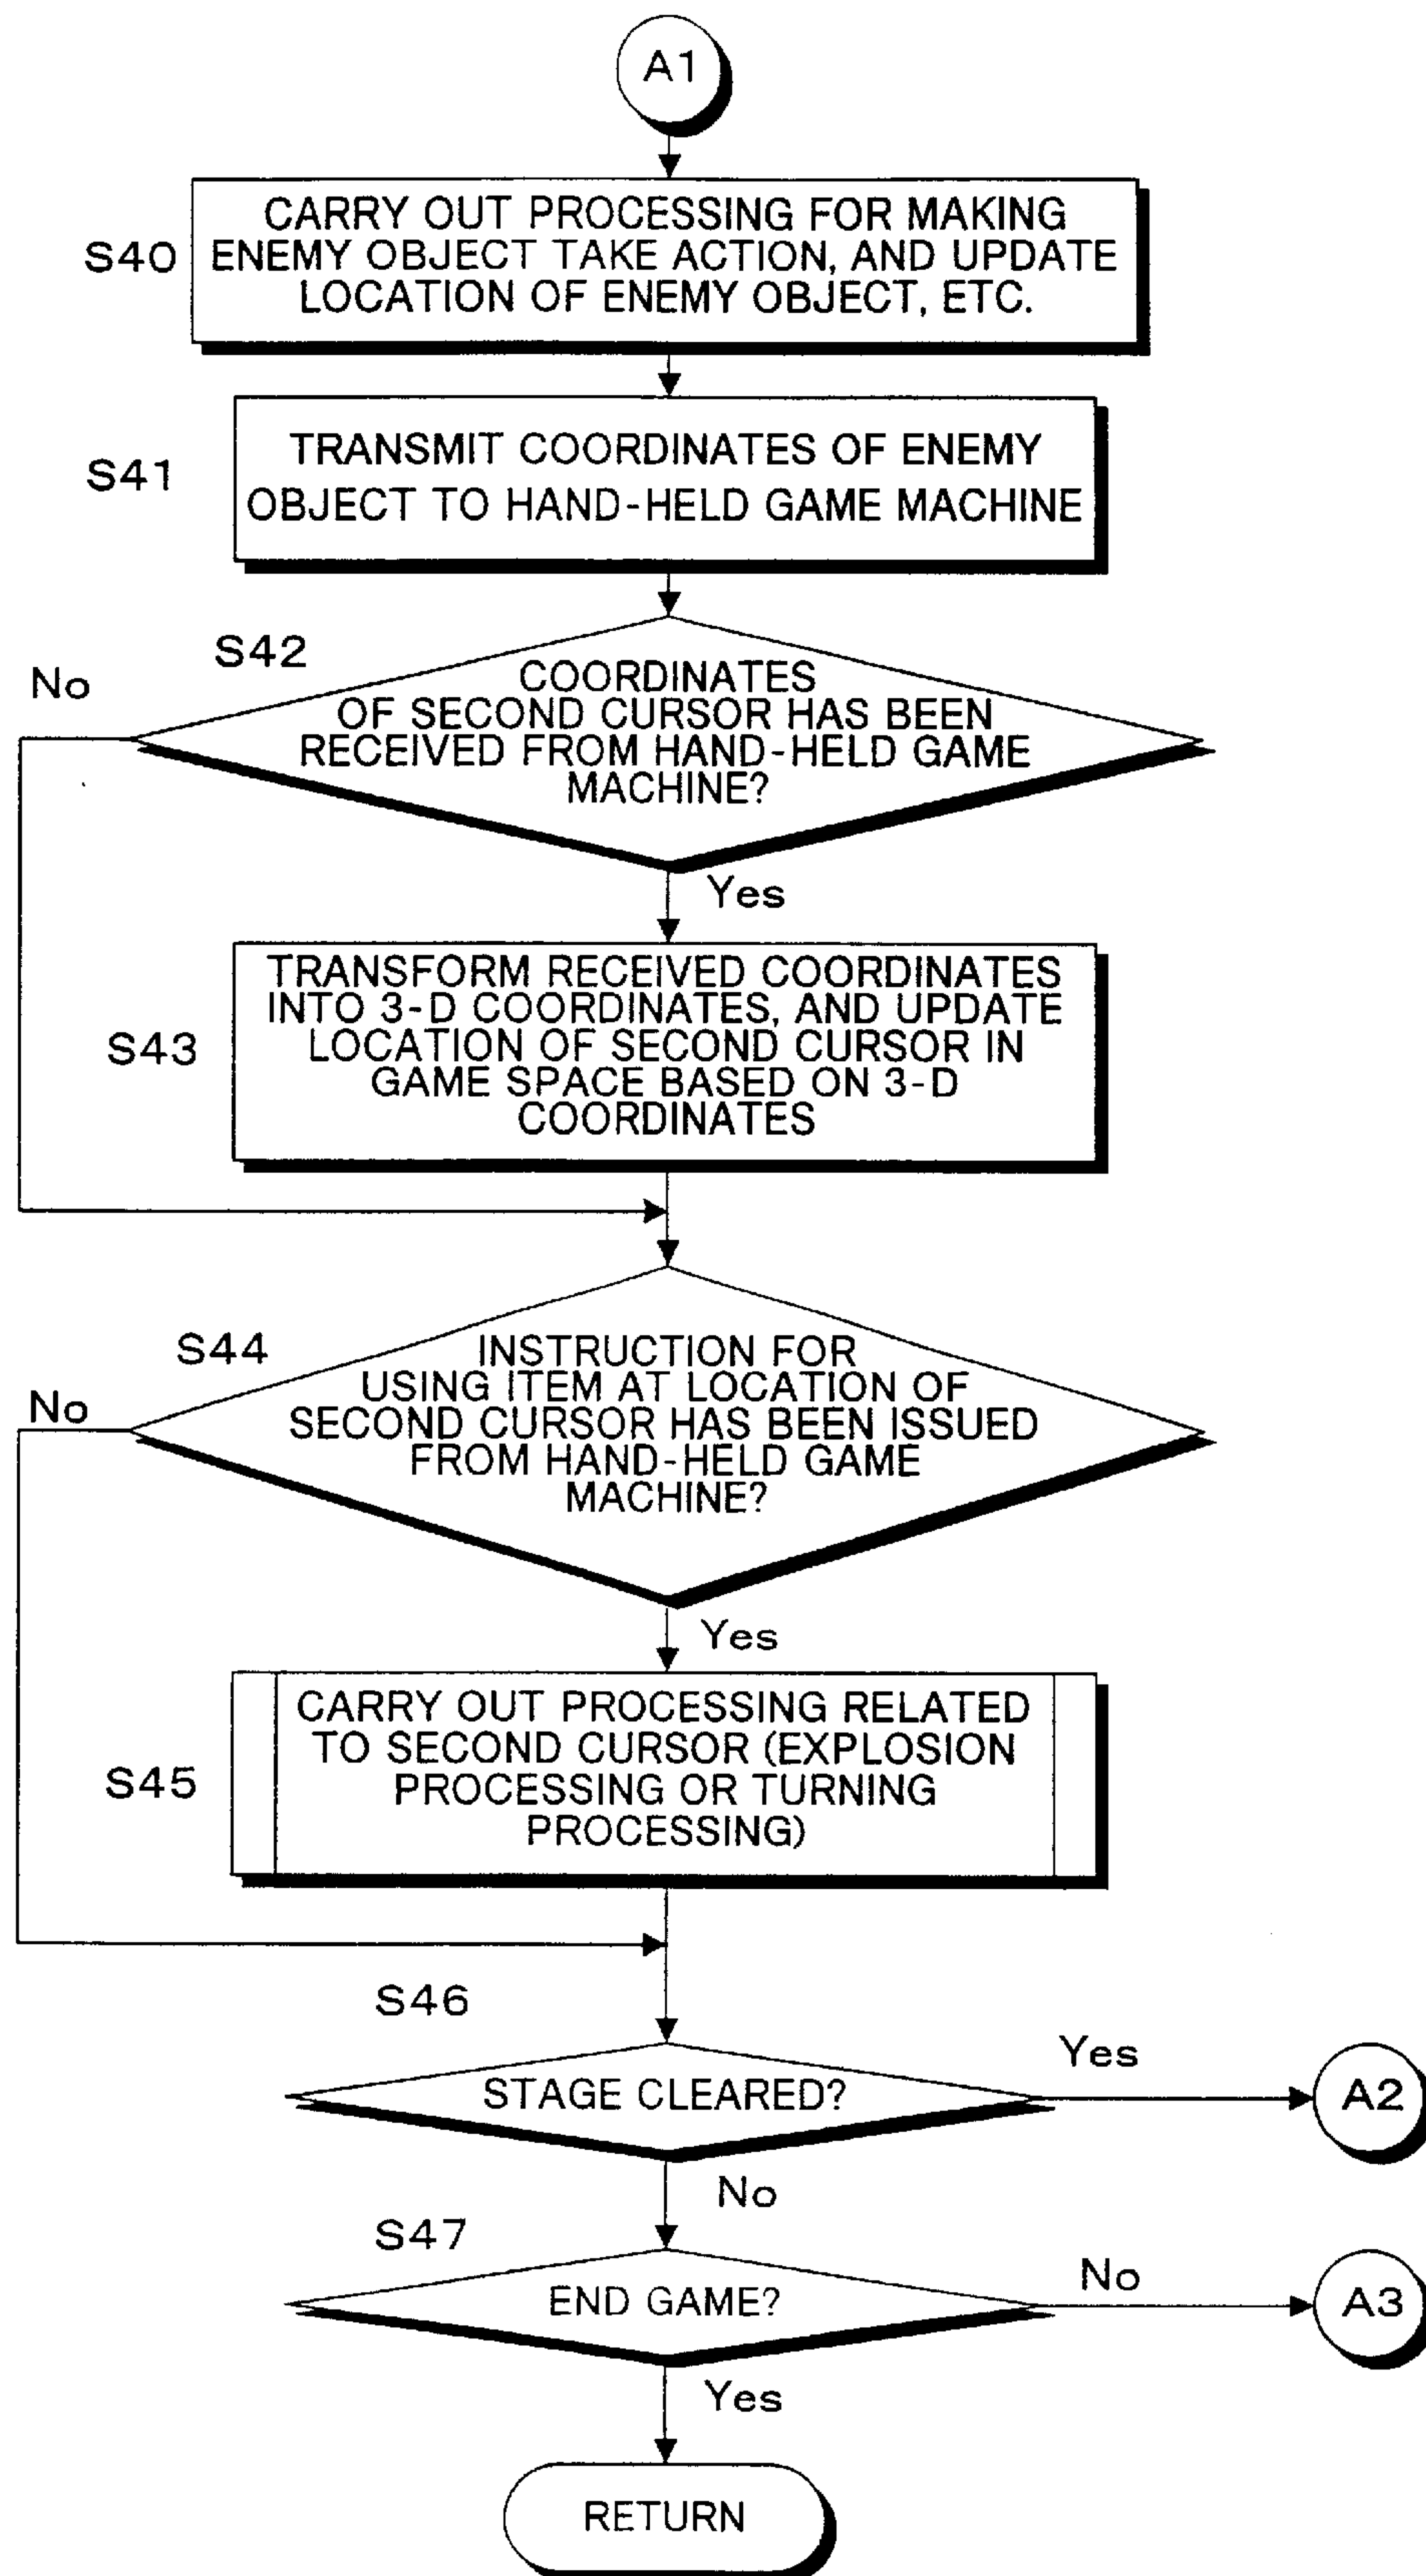 A1
S40
CARRY OUT PROCESSING FOR MAKING
ENEMY OBJECT TAKE ACTION, AND UPDATE
LOCATION OF ENEMY OBJECT, ETC.
S41
TRANSMIT COORDINATES OF ENEMY
OBJECT TO HAND-HELD GAME MACHINE
S42
No
COORDINATES
OF SECOND CURSOR HAS BEEN
RECEIVED FROM HAND-HELD GAME
MACHINE?
Yes
S43
TRANSFORM RECEIVED COORDINATES
INTO 3-D COORDINATES, AND UPDATE
LOCATION OF SECOND CURSOR IN
GAME SPACE BASED ON 3-D
COORDINATES
S44
No
INSTRUCTION FOR
USING ITEM AT LOCATION OF
SECOND CURSOR HAS BEEN ISSUED
FROM HAND-HELD GAME
MACHINE?
Yes
S45
CARRY OUT PROCESSING RELATED
TO SECOND CURSOR (EXPLOSION
PROCESSING OR TURNING
PROCESSING)
S46
STAGE CLEARED?
Yes
A2
No
S47
END GAME?
No
A3
Yes
RETURN